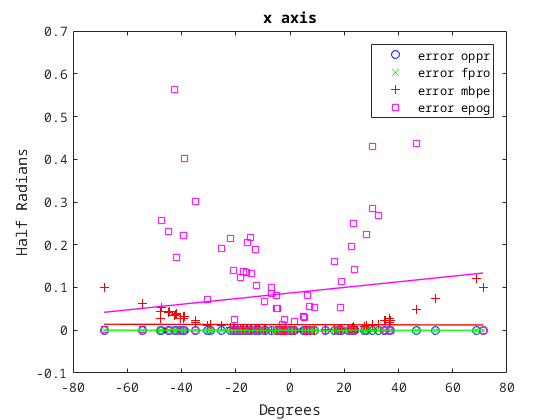 x axis
0.7
0.6
0.5
0.4
0.3
0.2
0.1
0
-0.1
Half Radians
error oppr
error fpro
error mbpe
error epog
-80 -60 -40 -20 0 20 40 60 80
Degrees